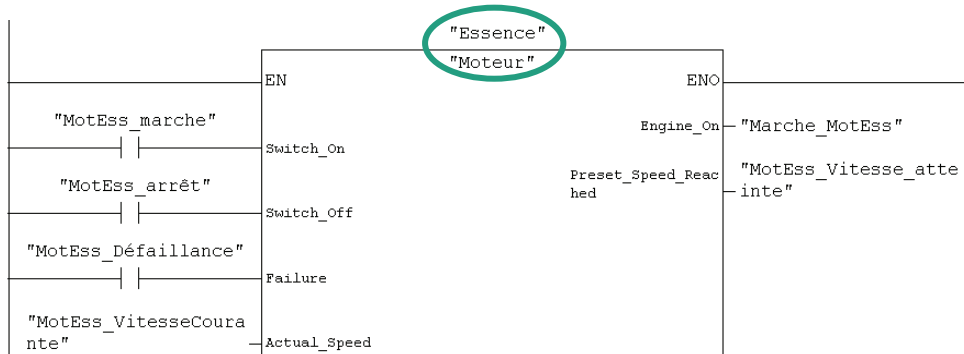 "Essence"
"Moteur"
EN
ENO
"MotEss_marche"
Switch_On
Engine_On
"Marche_MotEss"
"MotEss_arrêt"
Switch_Off
Preset_Speed_Reac
hed
"MotEss_Vitesse_atte
inte"
"MotEss_Défaillance"
Failure
"MotEss_VitesseCoura
nte"
Actual_Speed